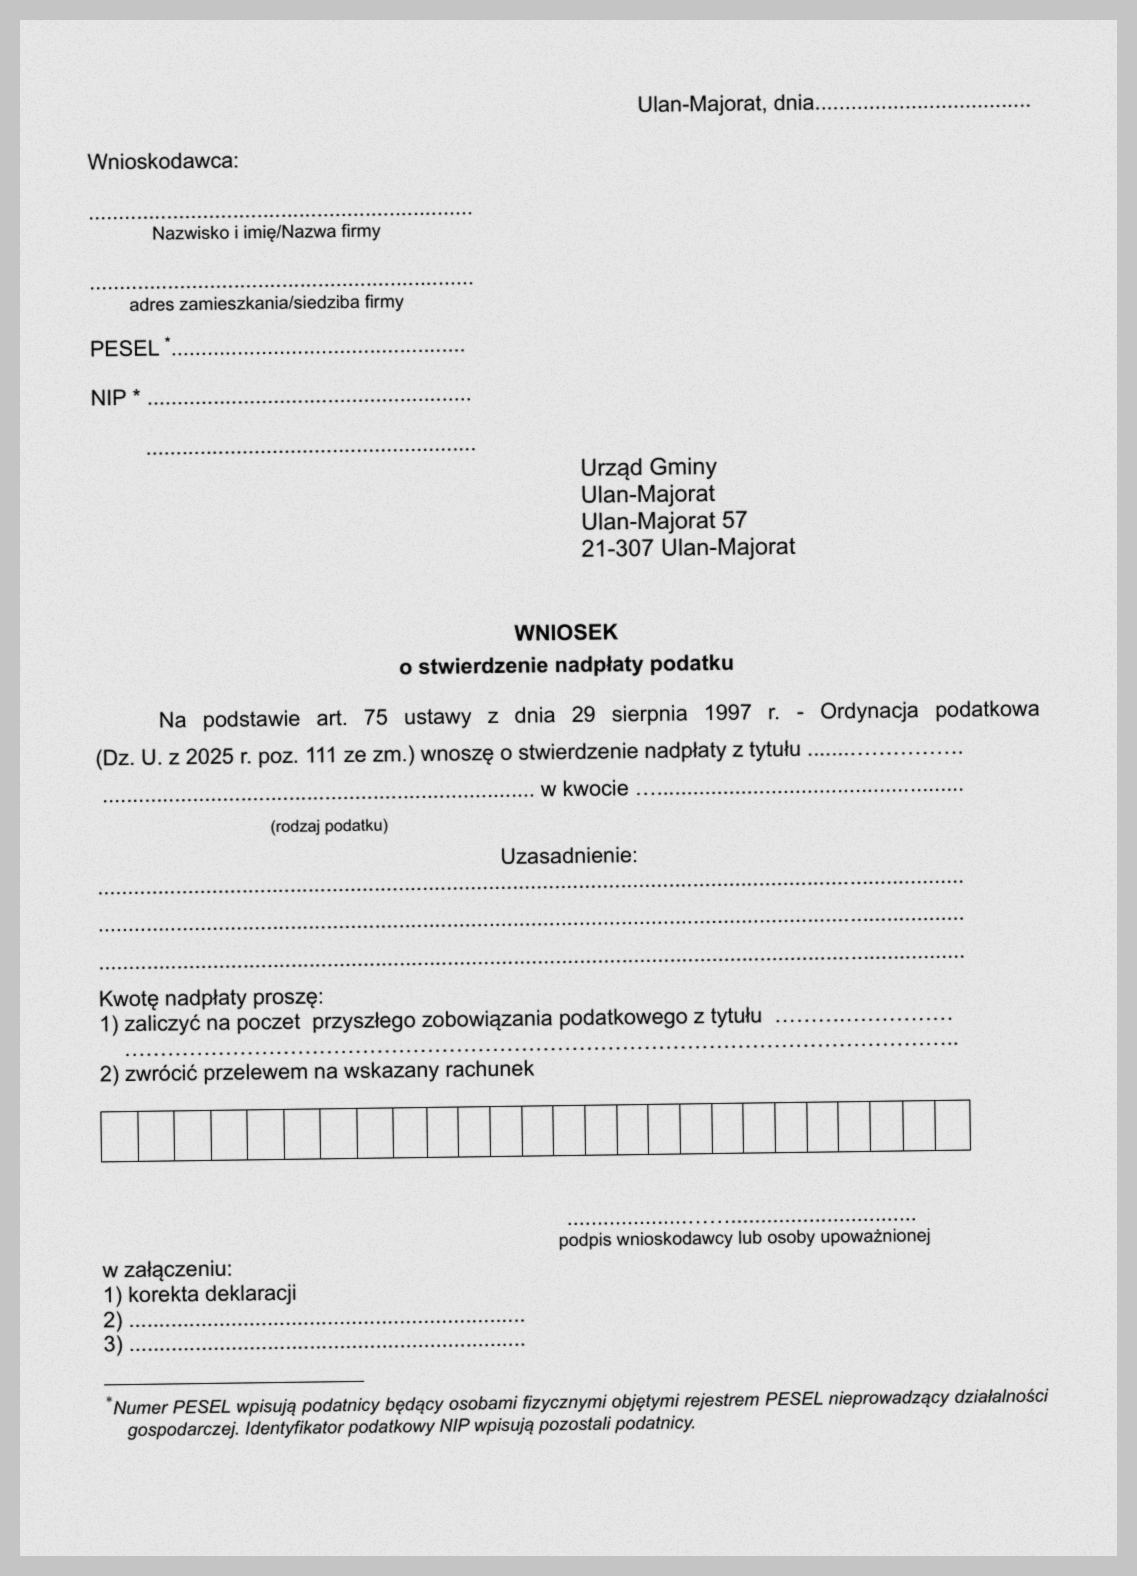 Ulan-Majorat, dnia....................................
Wnioskodawca:
................................................................
Nazwisko i imię/Nazwa firmy
................................................................
adres zamieszkania/siedziba firmy
PESEL *.................................................
NIP * ......................................................
.......................................................
Urząd Gminy
Ulan-Majorat
Ulan-Majorat 57
21-307 Ulan-Majorat
WNIOSEK
o stwierdzenie nadpłaty podatku
Na podstawie art. 75 ustawy z dnia 29 sierpnia 1997 r. - Ordynacja podatkowa
(Dz. U. z 2025 r. poz. 111 ze zm.) wnoszę o stwierdzenie nadpłaty z tytułu .......…………….
........................................................................ w kwocie ….....................................................
(rodzaj podatku)
Uzasadnienie:
.................................................................................................................................................
.................................................................................................................................................
.................................................................................................................................................
Kwotę nadpłaty proszę:
1) zaliczyć na poczet przyszłego zobowiązania podatkowego z tytułu …………………….
……………………………………………………………………………………………………..
2) zwrócić przelewem na wskazany rachunek
......................……...............................
podpis wnioskodawcy lub osoby upoważnionej
w załączeniu:
1) korekta deklaracji
2) ..................................................................
3) ..................................................................
*Numer PESEL wpisują podatnicy będący osobami fizycznymi objętymi rejestrem PESEL nieprowadzący działalności
gospodarczej. Identyfikator podatkowy NIP wpisują pozostali podatnicy.